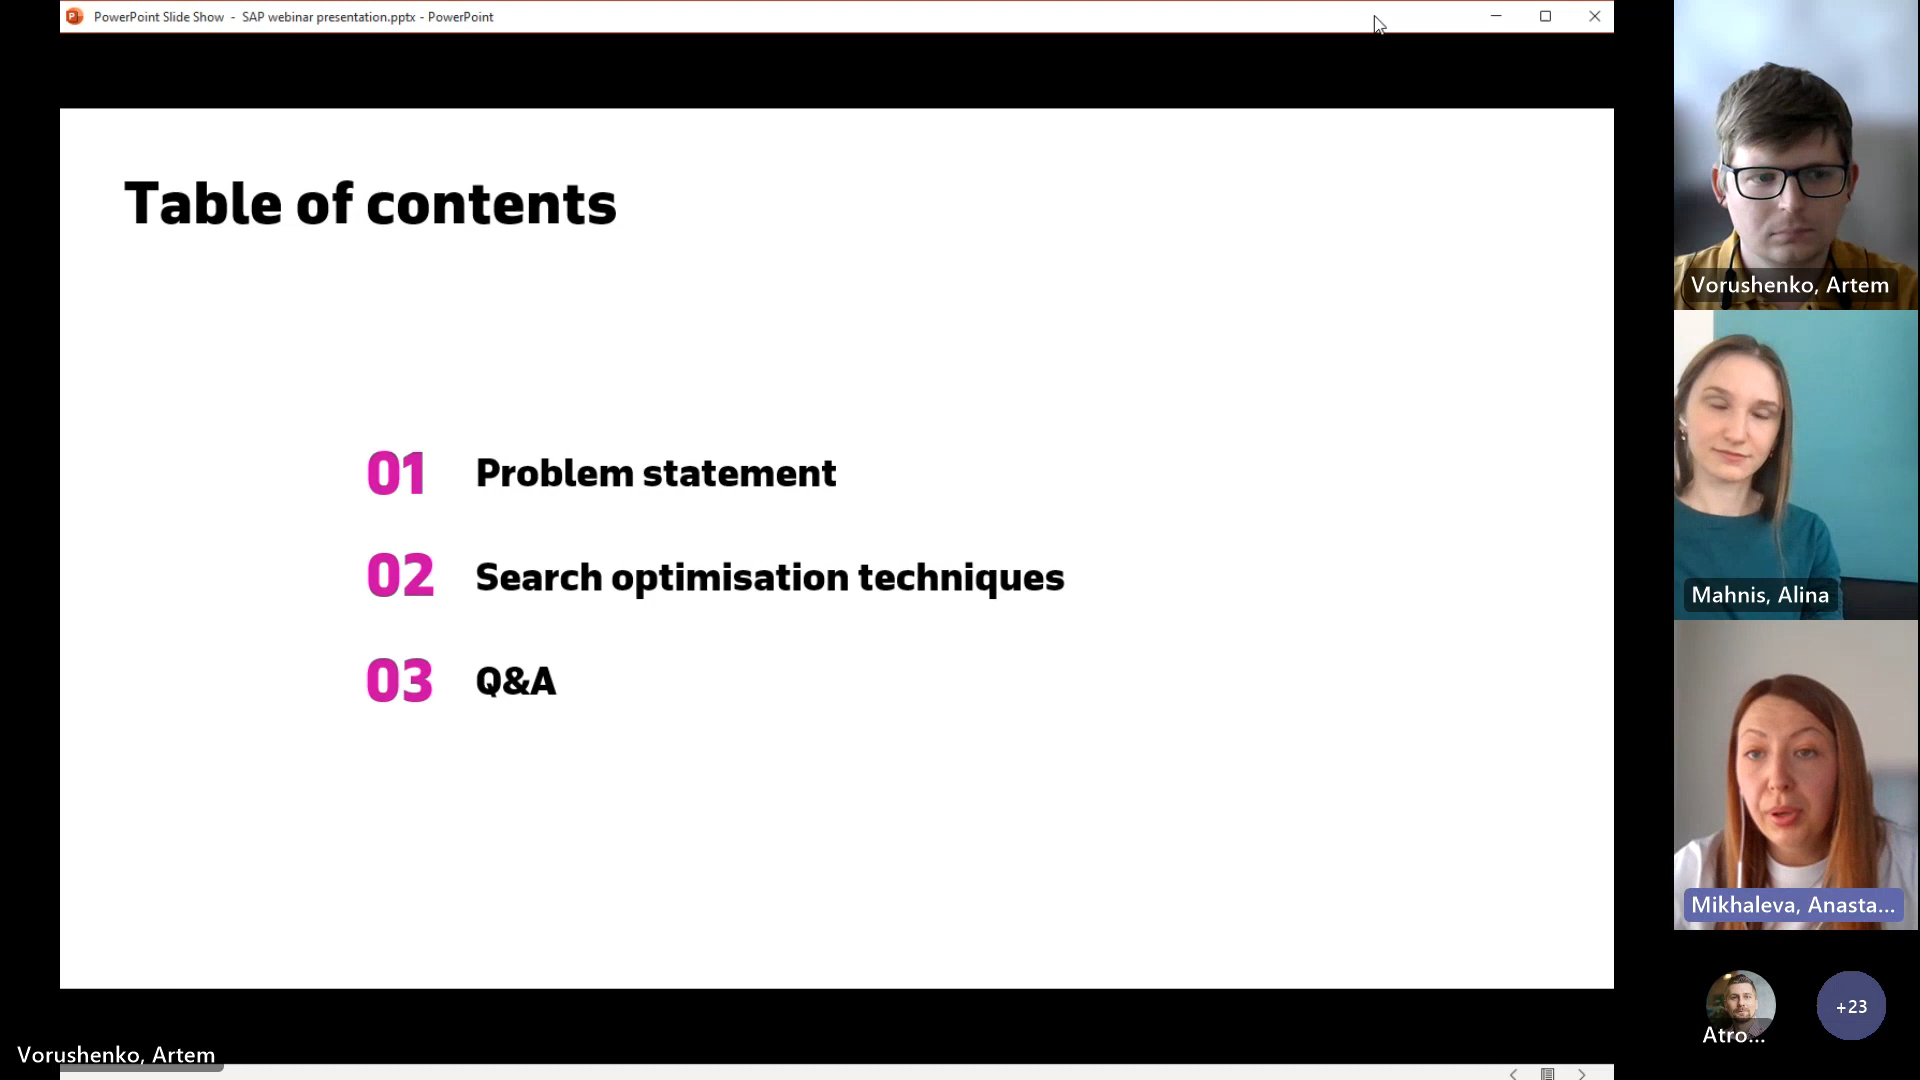 PowerPoint Slide Show - SAP webinar presentation.pptx - PowerPoint
Table of contents
01 Problem statement
02 Search optimisation techniques
03 Q&A
Vorushenko, Artem
Mahnis, Alina
Mikhaleva, Anasta...
Atro...
+23
Vorushenko, Artem